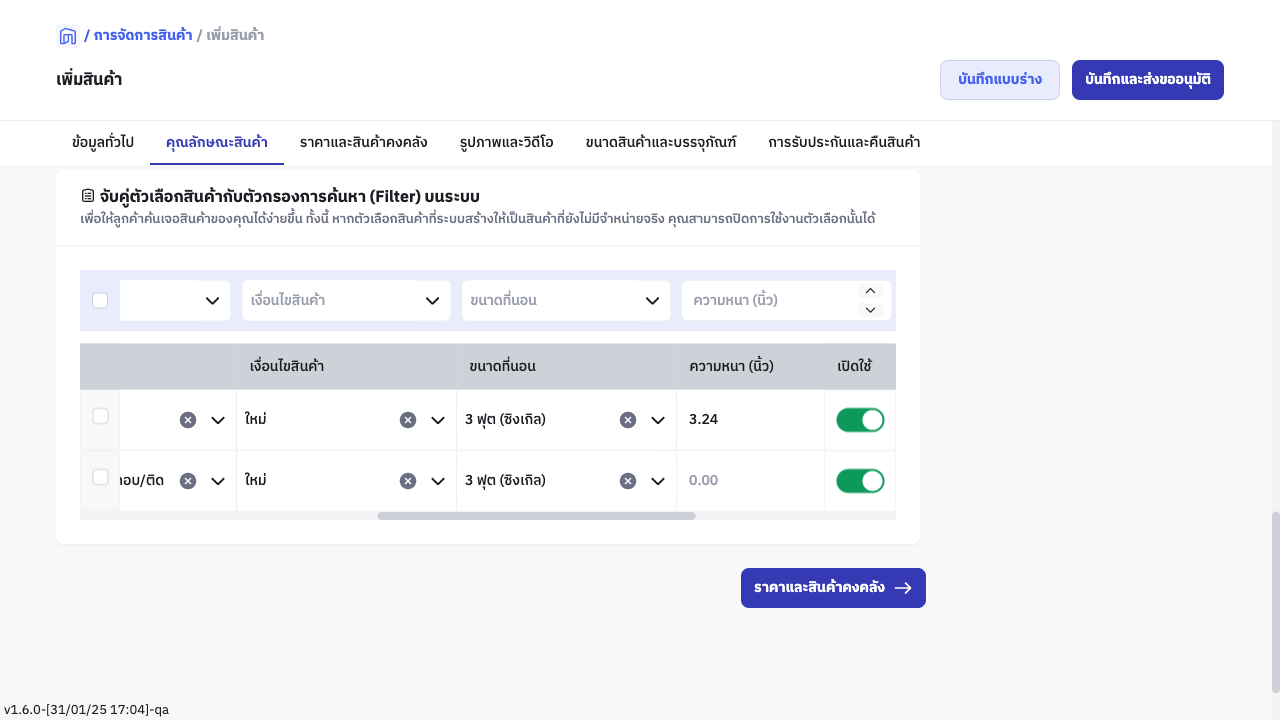 / การจัดการสินค้า / เพิ่มสินค้า
เพิ่มสินค้า
บันทึกแบบร่าง
บันทึกและส่งขออนุมัติ
ข้อมูลทั่วไป คุณลักษณะสินค้า ราคาและสินค้าคงคลัง รูปภาพและวิดีโอ ขนาดสินค้าและบรรจุภัณฑ์ การรับประกันและคืนสินค้า
จับคู่ตัวเลือกสินค้ากับตัวกรองการค้นหา (Filter) บนระบบ
เพื่อให้ลูกค้าค้นเจอสินค้าของคุณได้ง่ายขึ้น ทั้งนี้ หากตัวเลือกสินค้าที่ระบบสร้างให้เป็นสินค้าที่ยังไม่มีจำหน่ายจริง คุณสามารถปิดการใช้งานตัวเลือกนั้นได้
เงื่อนไขสินค้า ขนาดที่นอน ความหนา (นิ้ว)
เงื่อนไขสินค้า ขนาดที่นอน ความหนา (นิ้ว) เปิดใช้
ใหม่ 3 ฟุต (ซิงเกิล) 3.24
อบ/ติด ใหม่ 3 ฟุต (ซิงเกิล) 0.00
ราคาและสินค้าคงคลัง
v1.6.0-[31/01/25 17:04]-qa